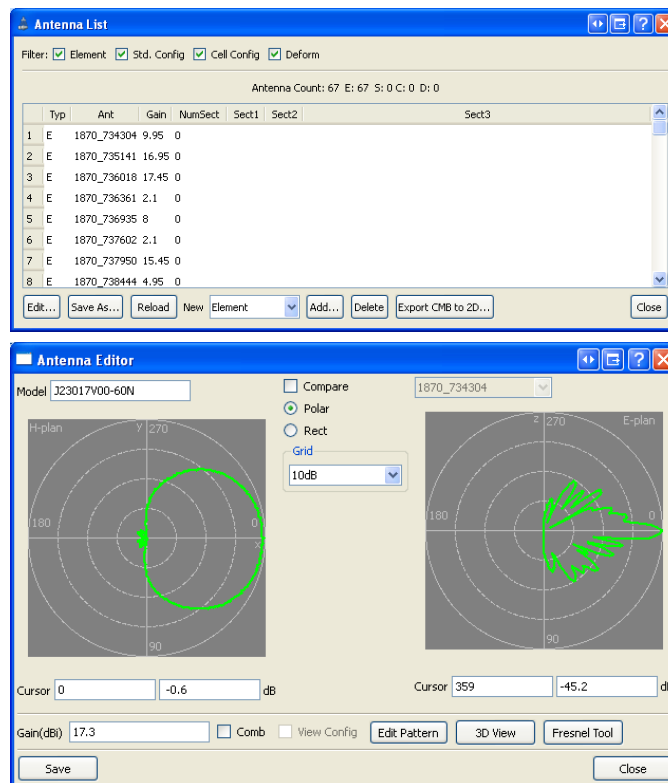 Antenna List
Filter: Element Std. Config Cell Config Deform
Antenna Count: 67 E: 67 S: 0 C: 0 D: 0
Typ Ant Gain NumSect Sect1 Sect2 Sect3
1 E 1870_734304 9.95 0
2 E 1870_735141 16.95 0
3 E 1870_736018 17.45 0
4 E 1870_736361 2.1 0
5 E 1870_736935 8 0
6 E 1870_737602 2.1 0
7 E 1870_737950 15.45 0
8 E 1870_738444 4.95 0
Edit... Save As... Reload New Element Add... Delete Export CMB to 2D... Close
Antenna Editor
Model J23017V00-60N Compare 1870_734304
Polar
Rect
Grid
10dB
H-plan y 270
180 0
x
90
z 270 E-plan
180 0
90
Cursor 0 -0.6 dB Cursor 359 -45.2 d
Gain(dBi) 17.3 Comb View Config Edit Pattern 3D View Fresnel Tool
Save Close